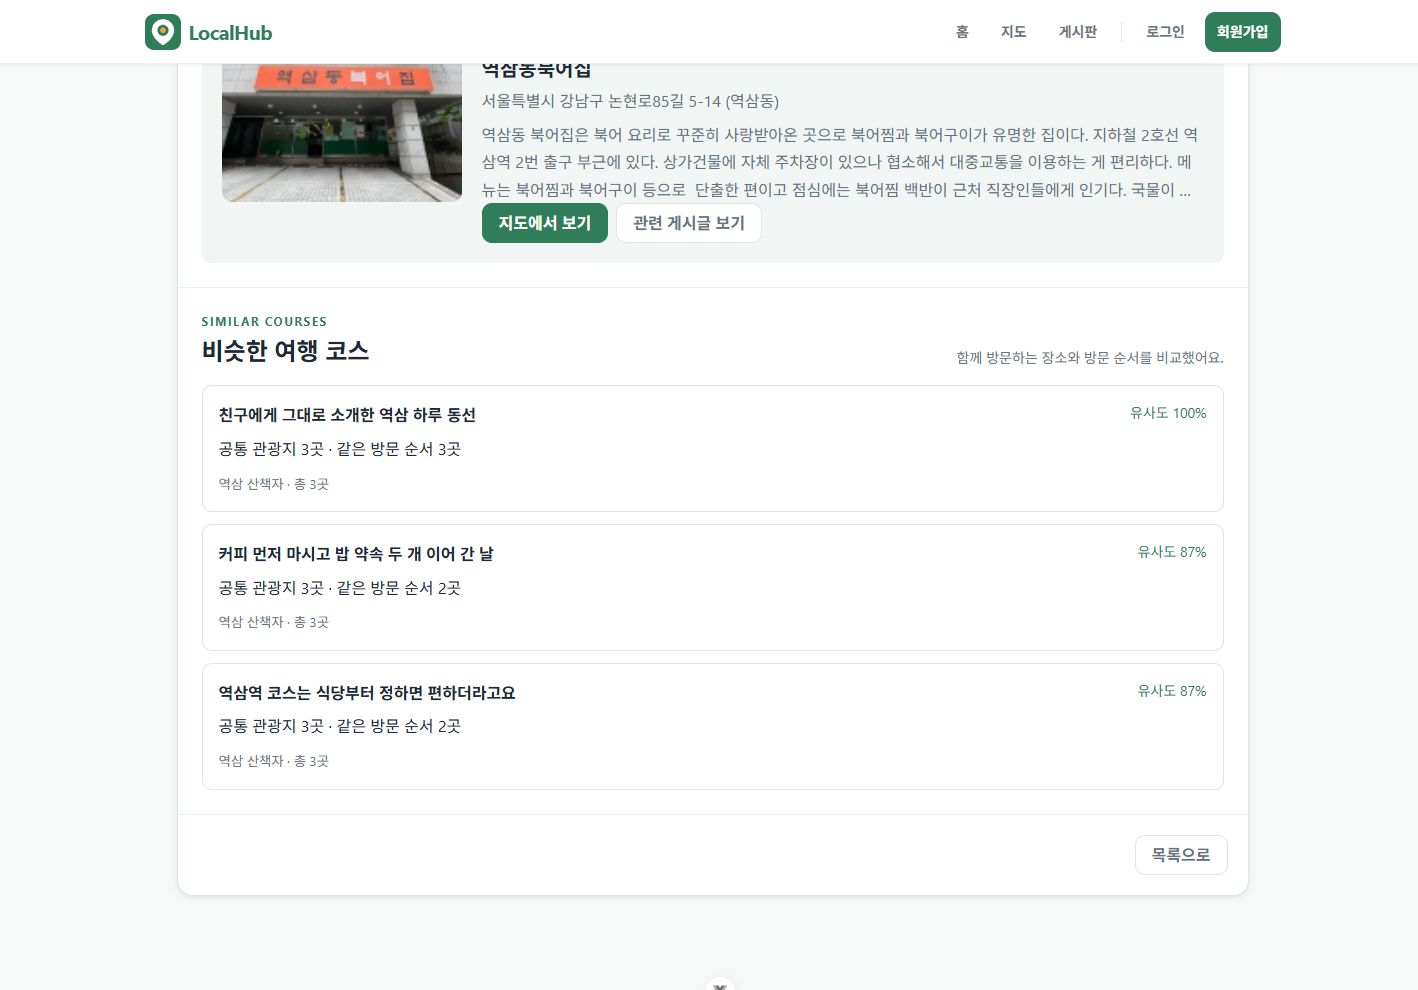 LocalHub
홈
지도
게시판
로그인
회원가입
역삼동북어집
역삼동북어집
서울특별시 강남구 논현로85길 5-14 (역삼동)
역삼동 북어집은 북어 요리로 꾸준히 사랑받아온 곳으로 북어찜과 북어구이가 유명한 집이다. 지하철 2호선 역
삼역 2번 출구 부근에 있다. 상가건물에 자체 주차장이 있으나 협소해서 대중교통을 이용하는 게 편리하다. 메
뉴는 북어찜과 북어구이 등으로  단출한 편이고 점심에는 북어찜 백반이 근처 직장인들에게 인기다. 국물이 ...
지도에서 보기
관련 게시글 보기
SIMILAR COURSES
비슷한 여행 코스
함께 방문하는 장소와 방문 순서를 비교했어요.
친구에게 그대로 소개한 역삼 하루 동선
유사도 100%
공통 관광지 3곳 · 같은 방문 순서 3곳
역삼 산책자 · 총 3곳
커피 먼저 마시고 밥 약속 두 개 이어 간 날
유사도 87%
공통 관광지 3곳 · 같은 방문 순서 2곳
역삼 산책자 · 총 3곳
역삼역 코스는 식당부터 정하면 편하더라고요
유사도 87%
공통 관광지 3곳 · 같은 방문 순서 2곳
역삼 산책자 · 총 3곳
목록으로